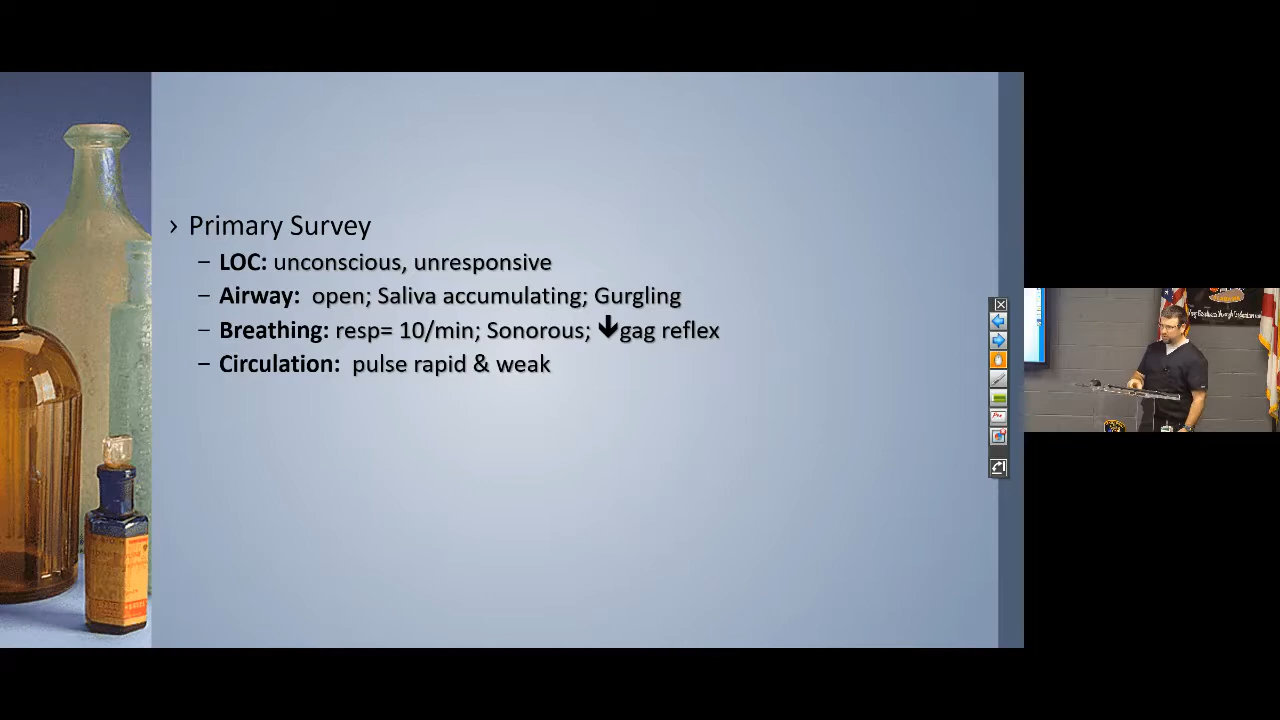 › Primary Survey
– LOC: unconscious, unresponsive
– Airway: open; Saliva accumulating; Gurgling
– Breathing: resp= 10/min; Sonorous; 🡇gag reflex
– Circulation: pulse rapid & weak